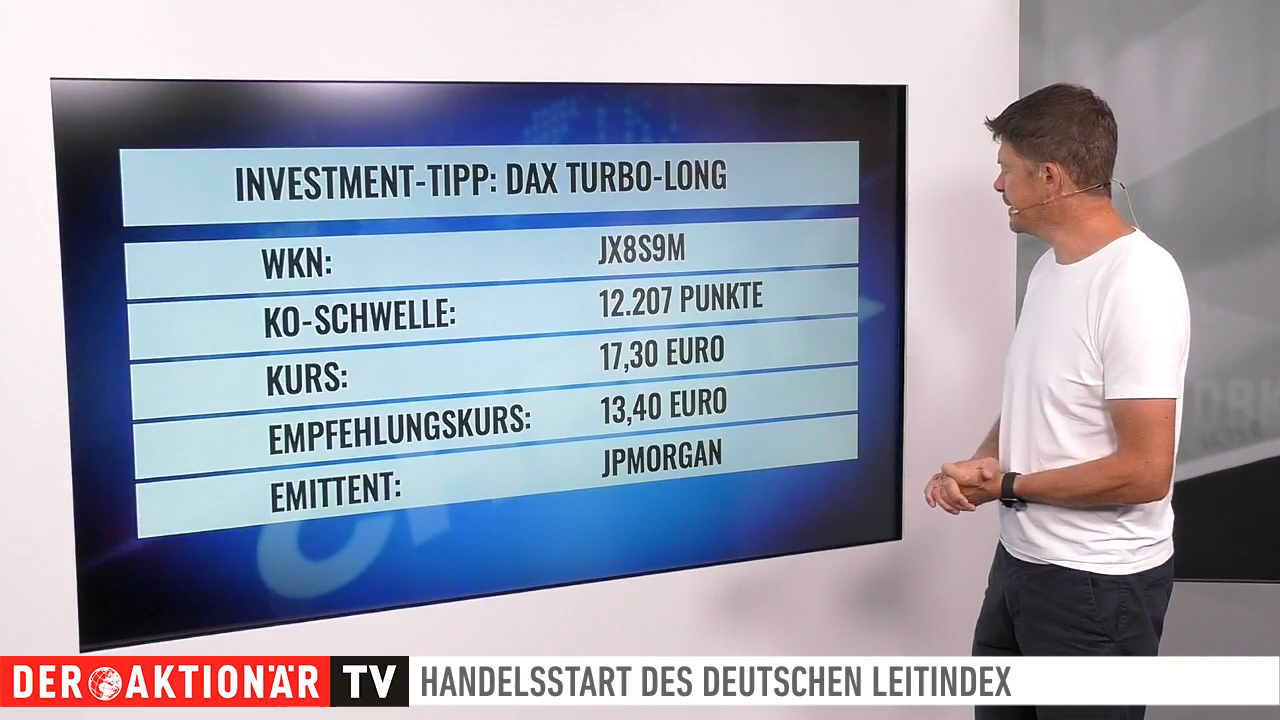 INVESTMENT-TIPP: DAX TURBO-LONG
WKN: JX8S9M
KO-SCHWELLE: 12.207 PUNKTE
KURS: 17,30 EURO
EMPFEHLUNGSKURS: 13,40 EURO
EMITTENT: JPMORGAN
DER AKTIONÄR TV HANDELSSTART DES DEUTSCHEN LEITINDEX